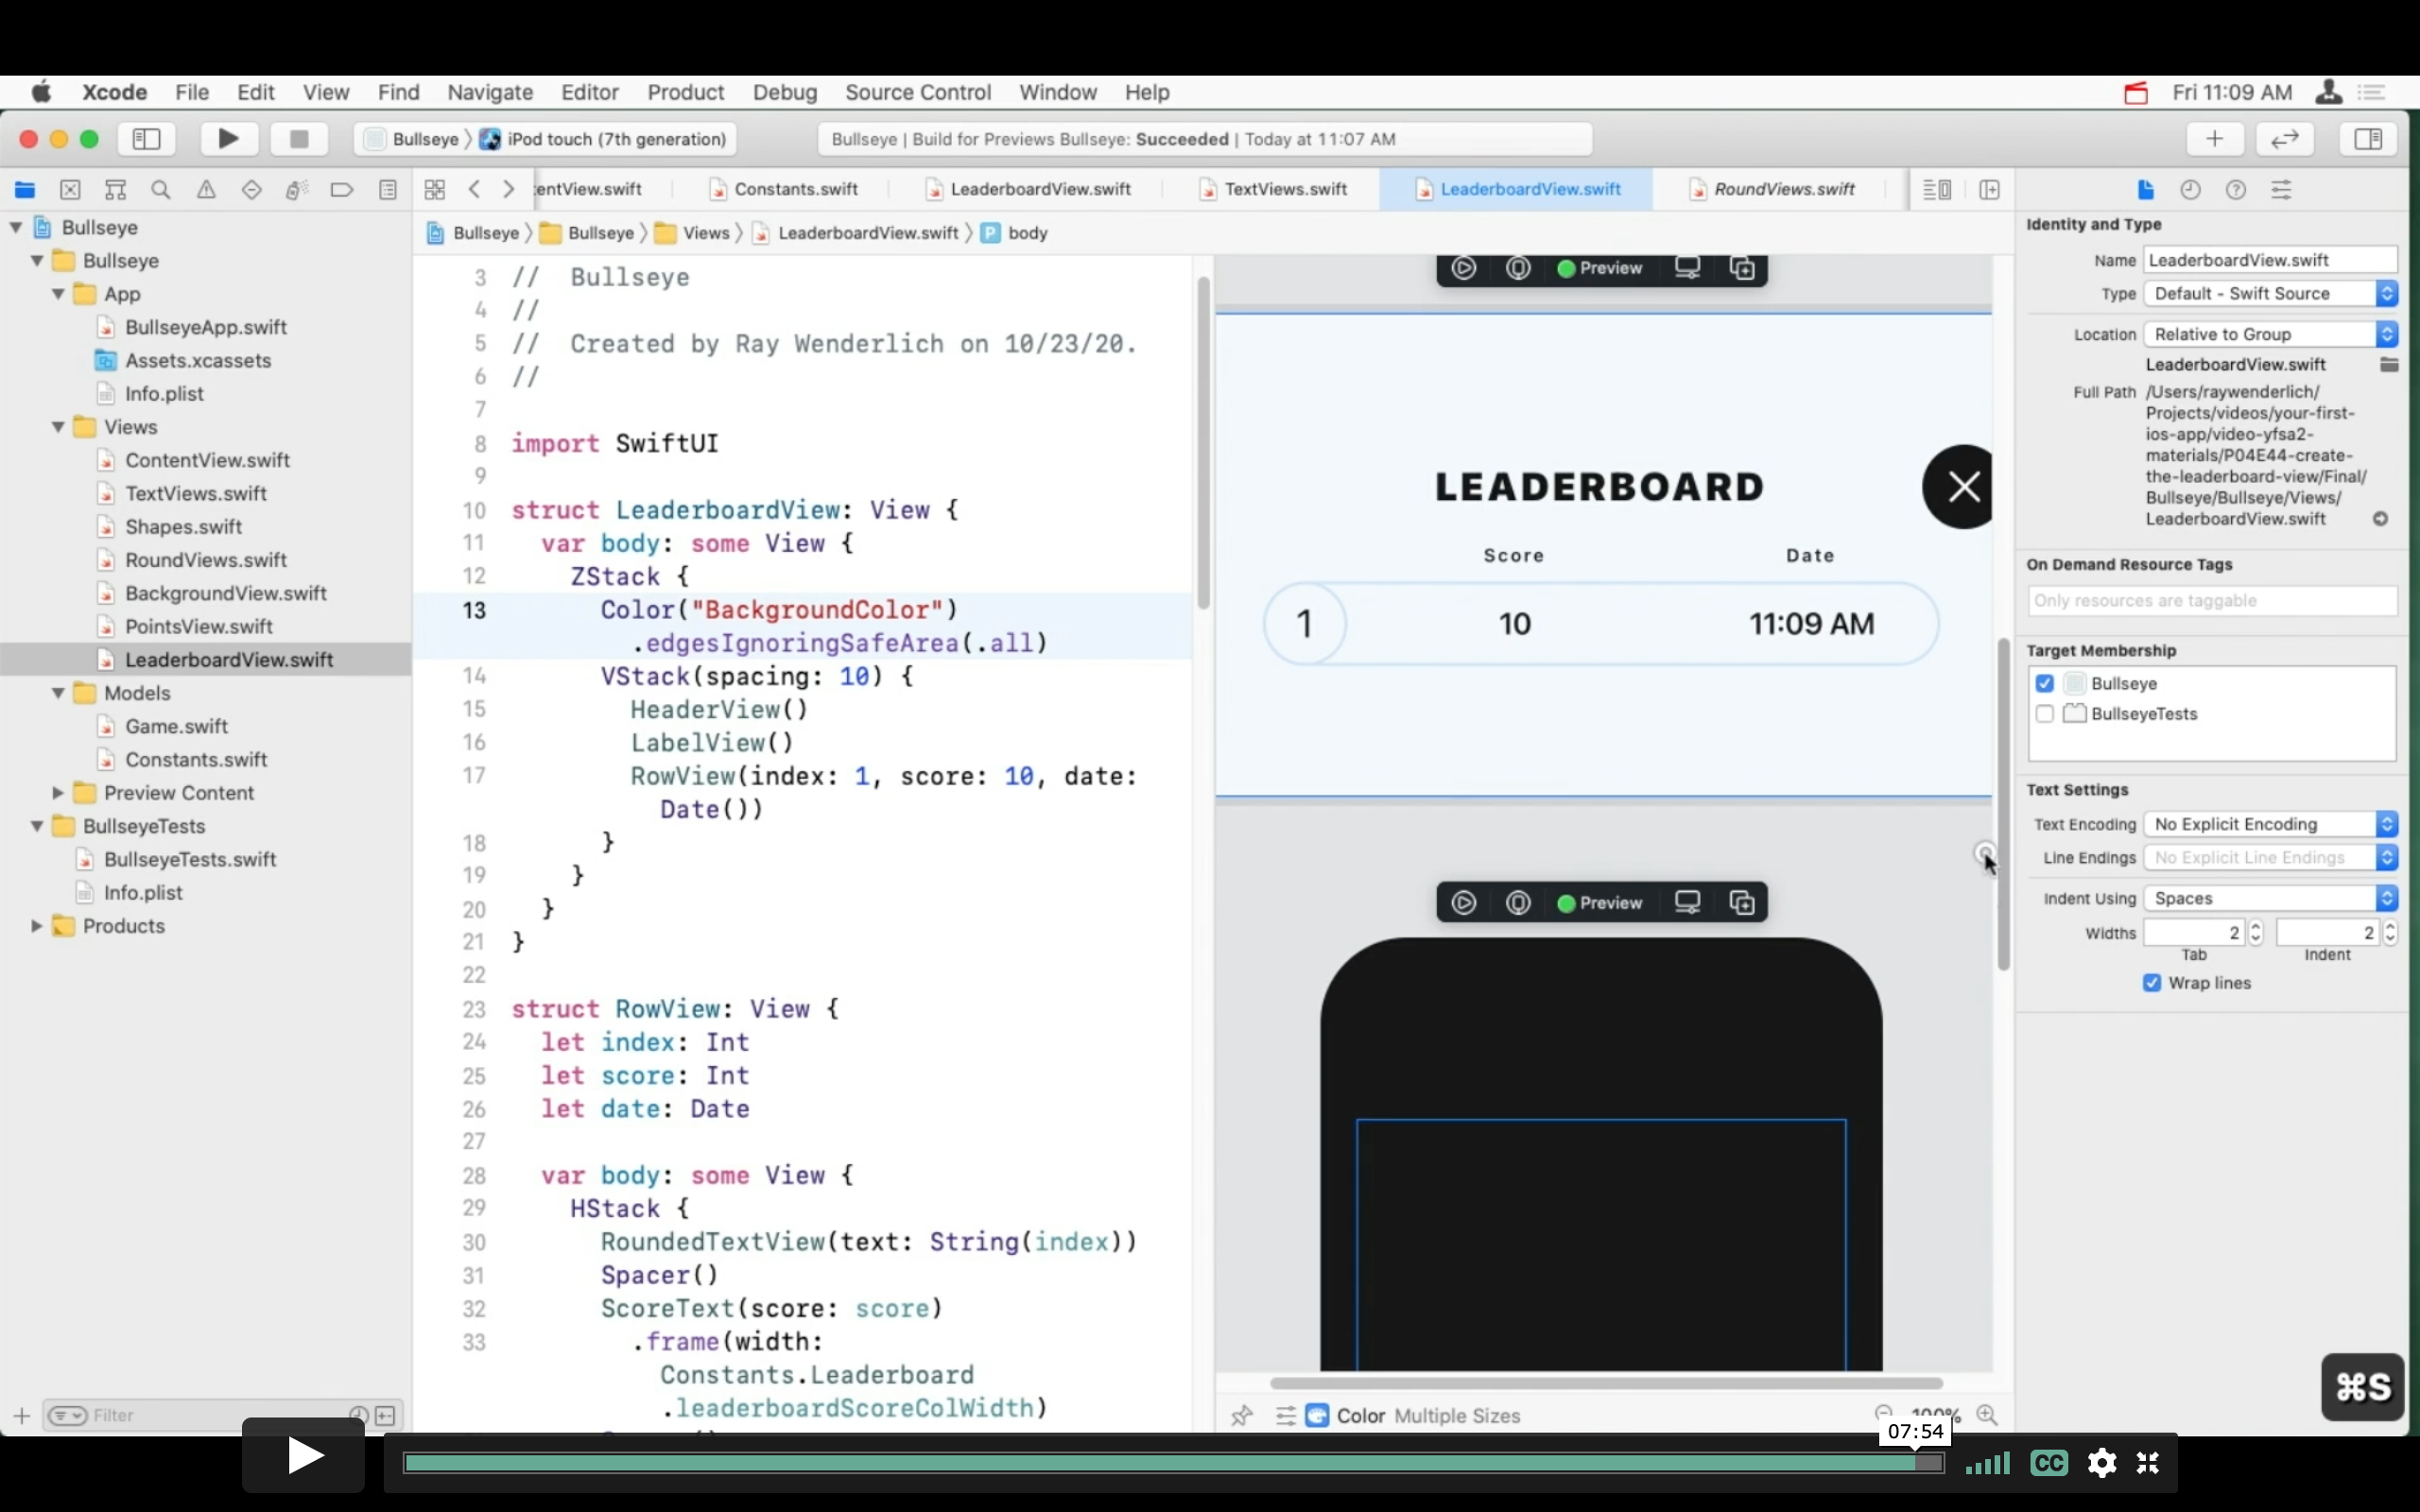 Xcode File Edit View Find Navigate Editor Product Debug Source Control Window Help Fri 11:09 AM
Bullseye 〉 iPod touch (7th generation) Bullseye | Build for Previews Bullseye: Succeeded | Today at 11:07 AM
entView.swift Constants.swift LeaderboardView.swift TextViews.swift LeaderboardView.swift RoundViews.swift
Bullseye 〉 Bullseye 〉 Views 〉 LeaderboardView.swift 〉 P body
Bullseye
Bullseye
App
BullseyeApp.swift
Assets.xcassets
Info.plist
Views
ContentView.swift
TextViews.swift
Shapes.swift
RoundViews.swift
BackgroundView.swift
PointsView.swift
LeaderboardView.swift
Models
Game.swift
Constants.swift
Preview Content
BullseyeTests
BullseyeTests.swift
Info.plist
Products
Filter
3 //  Bullseye
4 //
5 //  Created by Ray Wenderlich on 10/23/20.
6 //
7
8 import SwiftUI
9
10 struct LeaderboardView: View {
11 var body: some View {
12 ZStack {
13 Color("BackgroundColor")
.edgesIgnoringSafeArea(.all)
14 VStack(spacing: 10) {
15 HeaderView()
16 LabelView()
17 RowView(index: 1, score: 10, date:
Date())
18 }
19 }
20 }
21 }
22
23 struct RowView: View {
24 let index: Int
25 let score: Int
26 let date: Date
27
28 var body: some View {
29 HStack {
30 RoundedTextView(text: String(index))
31 Spacer()
32 ScoreText(score: score)
33 .frame(width:
Constants.Leaderboard
.leaderboardScoreColWidth)
Preview
LEADERBOARD
Score Date
1 10 11:09 AM
Preview
Color Multiple Sizes 100%
Identity and Type
Name LeaderboardView.swift
Type Default - Swift Source
Location Relative to Group
LeaderboardView.swift
Full Path /Users/raywenderlich/
Projects/videos/your-first-
ios-app/video-yfsa2-
materials/P04E44-create-
the-leaderboard-view/Final/
Bullseye/Bullseye/Views/
LeaderboardView.swift
On Demand Resource Tags
Only resources are taggable
Target Membership
Bullseye
BullseyeTests
Text Settings
Text Encoding No Explicit Encoding
Line Endings No Explicit Line Endings
Indent Using Spaces
Widths 2 2
Tab Indent
Wrap lines
⌘S
07:54
CC